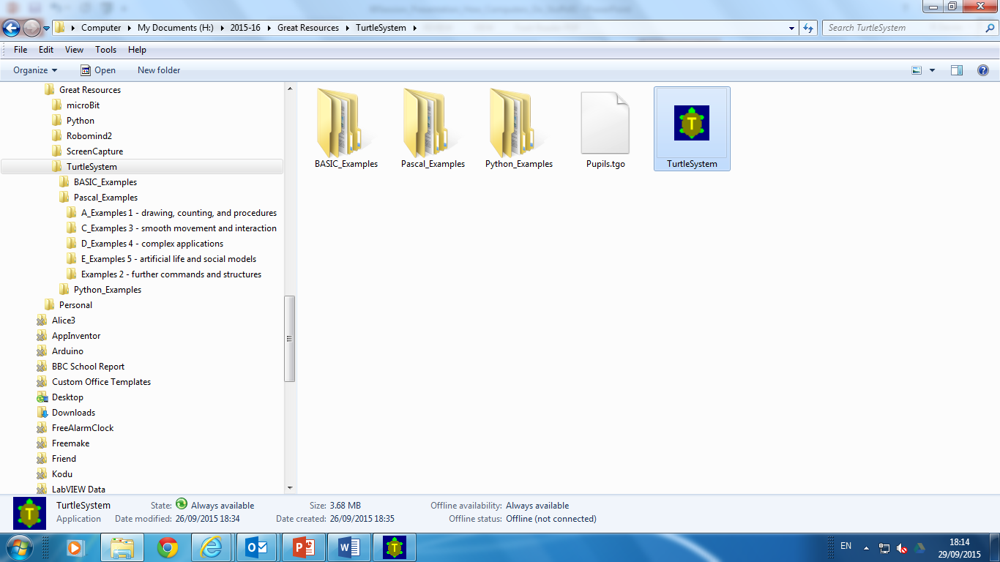 Computer ▸ My Documents (H:) ▸ 2015-16 ▸ Great Resources ▸ TurtleSystem ▸
Search TurtleSystem
File Edit View Tools Help
Organize Open New folder
Great Resources
microBit
Python
Robomind2
ScreenCapture
TurtleSystem
BASIC_Examples
Pascal_Examples
A_Examples 1 - drawing, counting, and procedures
C_Examples 3 - smooth movement and interaction
D_Examples 4 - complex applications
E_Examples 5 - artificial life and social models
Examples 2 - further commands and structures
Python_Examples
Personal
Alice3
AppInventor
Arduino
BBC School Report
Custom Office Templates
Desktop
Downloads
FreeAlarmClock
Freemake
Friend
Kodu
LabVIEW Data
BASIC_Examples Pascal_Examples Python_Examples Pupils.tgo TurtleSystem
T
T
TurtleSystem State: Always available Size: 3.68 MB Offline availability: Always available
Application Date modified: 26/09/2015 18:34 Date created: 26/09/2015 18:35 Offline status: Offline (not connected)
EN
18:14
29/09/2015